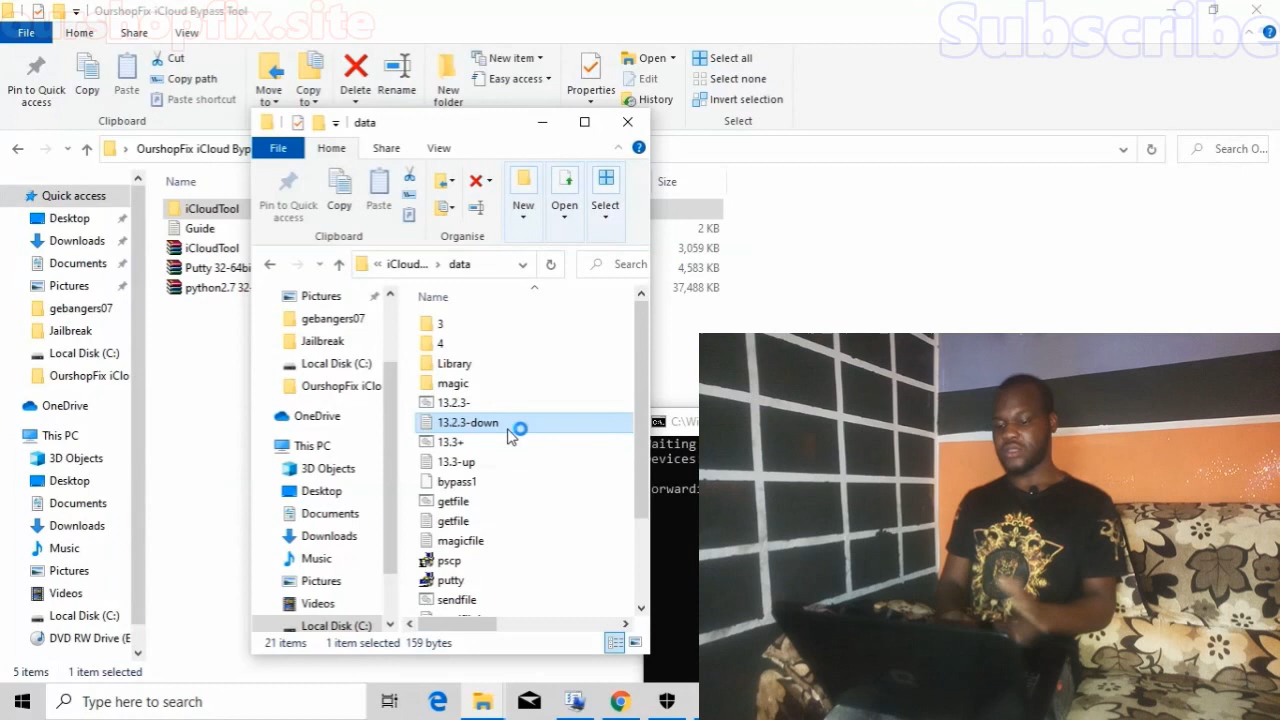 OurshopFix iCloud Bypass Tool
ourshopfix.site
Subscribe
File
Home
Share
View
Pin to Quick access
Copy
Paste
Cut
Copy path
Paste shortcut
Move to
Copy to
Delete
Rename
New folder
New item
Easy access
Properties
Open
Edit
History
Select all
Select none
Invert selection
Clipboard
Select
OurshopFix iCloud Byp
Search O...
Quick access
Desktop
Downloads
Documents
Pictures
gebangers07
Jailbreak
Local Disk (C:)
OurshopFix iClo
OneDrive
This PC
3D Objects
Desktop
Documents
Downloads
Music
Pictures
Videos
Local Disk (C:)
DVD RW Drive (E
Name
Size
iCloudTool
Guide
2 KB
iCloudTool
3,059 KB
Putty 32-64bi
4,583 KB
python2.7 32-
37,488 KB
5 items
1 item selected
data
File
Home
Share
View
Pin to Quick access
Copy
Paste
New
Open
Select
Clipboard
Organise
« iCloud...
data
Search
Pictures
gebangers07
Jailbreak
Local Disk (C:)
OurshopFix iClo
OneDrive
This PC
3D Objects
Desktop
Documents
Downloads
Music
Pictures
Videos
Local Disk (C:)
Name
3
4
Library
magic
13.2.3-
13.2.3-down
13.3+
13.3-up
bypass1
getfile
getfile
magicfile
pscp
putty
sendfile
21 items
1 item selected
159 bytes
C:\Wi
aiting
evices
orwardi
Type here to search